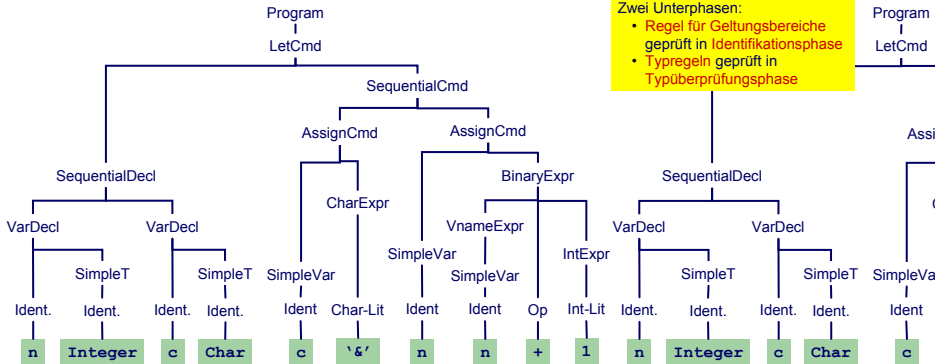 Program
Zwei Unterphasen:
Program
• Regel für Geltungsbereiche
LetCmd
geprüft in Identifikationsphase
LetCmd
• Typregeln geprüft in
Typüberprüfungsphase
SequentialCmd
AssignCmd
AssignCmd
SequentialDecl
BinaryExpr
SequentialDecl
CharExpr
VarDecl
VarDecl
VnameExpr
VarDecl
VarDecl
SimpleVar
IntExpr
SimpleT
SimpleT
SimpleVar
SimpleVar
SimpleT
SimpleT
Ident.
Ident.
Ident.
Ident.
Ident
Char-Lit
Ident
Ident
Op
Int-Lit
Ident.
Ident.
Ident.
Ident.
Ident
n
Integer
c
Char
c
‘&’
n
n
+
1
n
Integer
c
Char
c